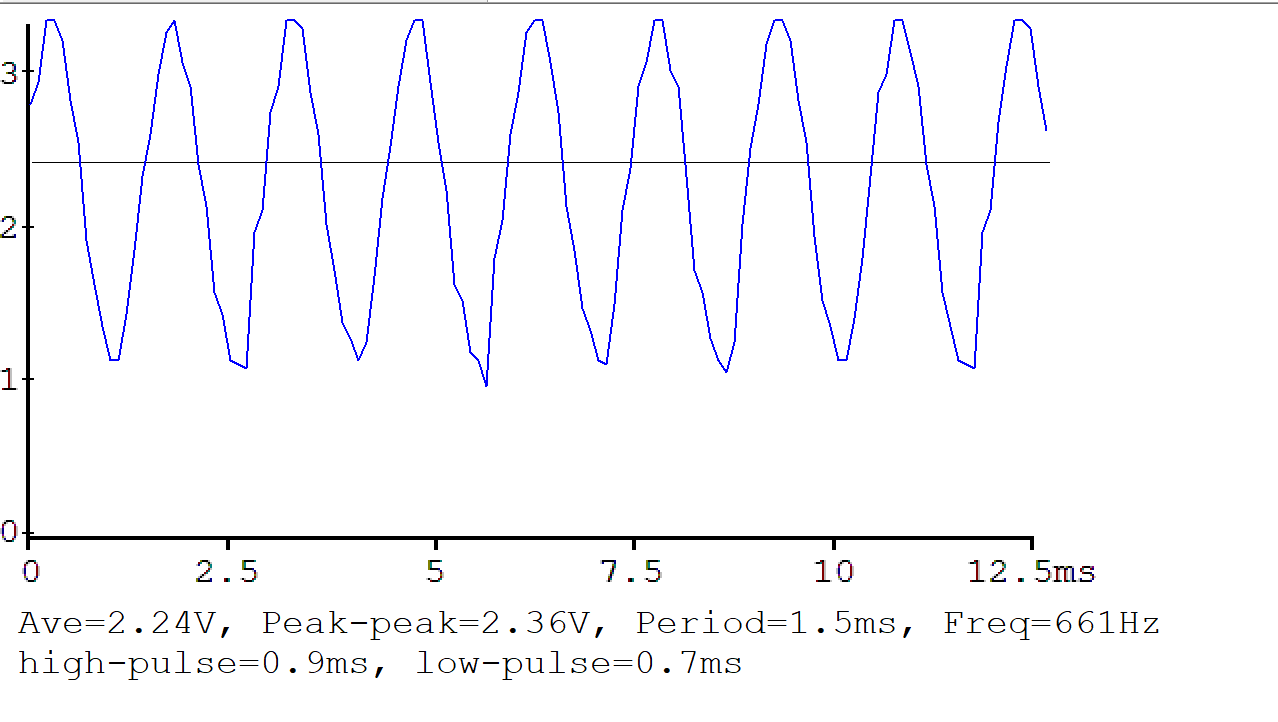 3
2
1
0
0 2.5 5 7.5 10 12.5ms
Ave=2.24V, Peak-peak=2.36V, Period=1.5ms, Freq=661Hz
high-pulse=0.9ms, low-pulse=0.7ms